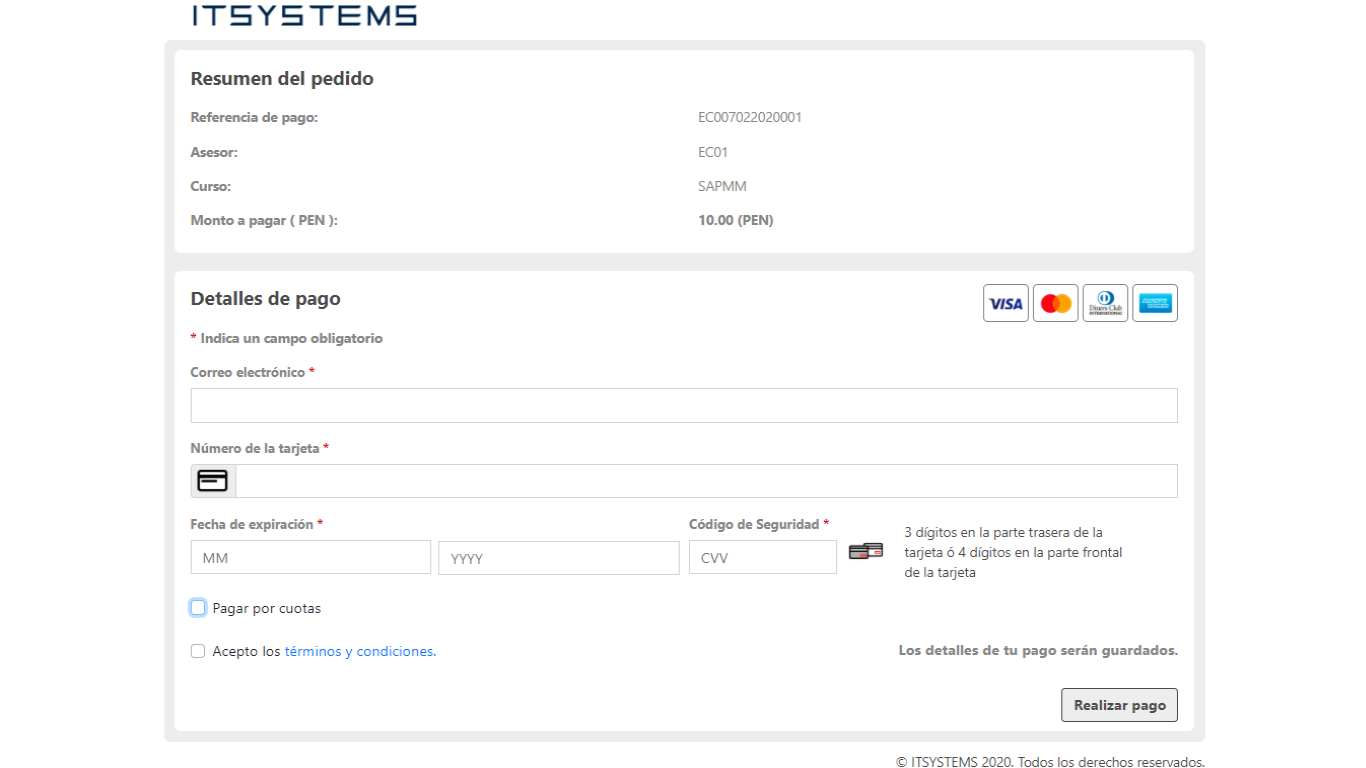 ITSYSTEMS
Resumen del pedido
Referencia de pago: EC007022020001
Asesor: EC01
Curso: SAPMM
Monto a pagar ( PEN ): 10.00 (PEN)
Detalles de pago
VISA
Diners Club
INTERNATIONAL
* Indica un campo obligatorio
Correo electrónico *
Número de la tarjeta *
Fecha de expiración * Código de Seguridad *
MM YYYY CVV
3 dígitos en la parte trasera de la
tarjeta ó 4 dígitos en la parte frontal
de la tarjeta
Pagar por cuotas
Acepto los términos y condiciones. Los detalles de tu pago serán guardados.
Realizar pago
© ITSYSTEMS 2020. Todos los derechos reservados.